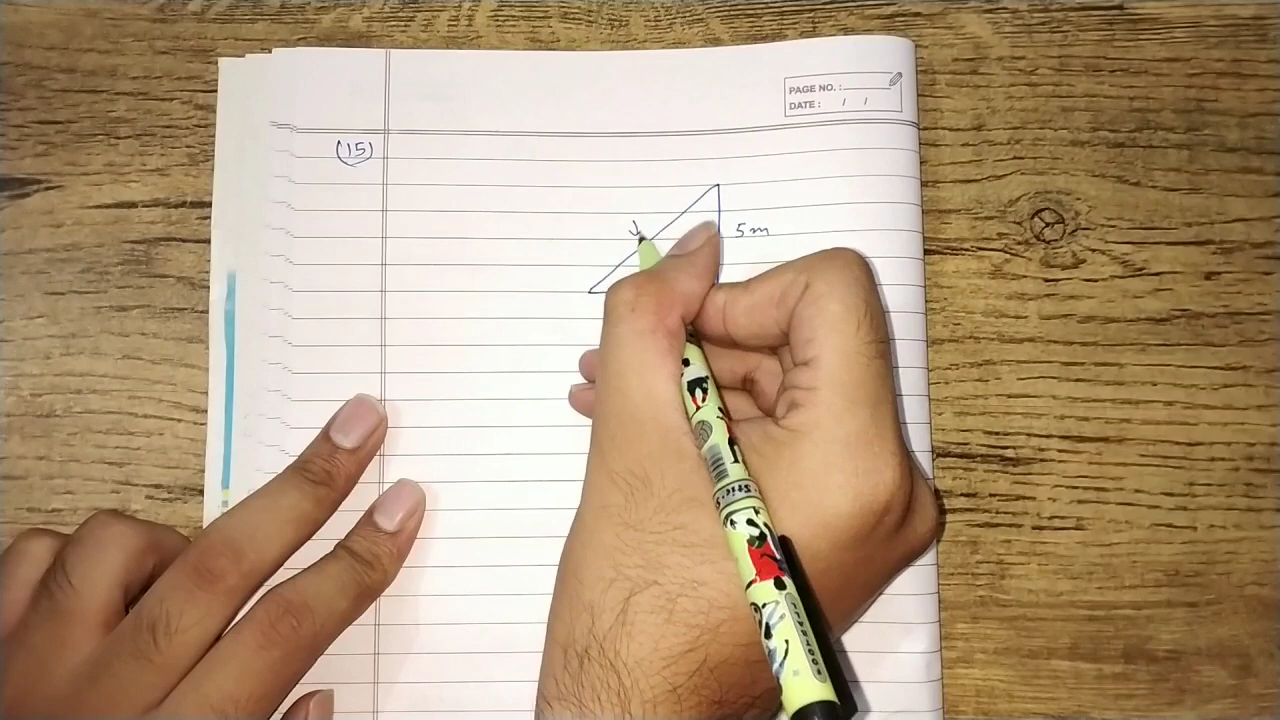 PAGE NO. :
DATE : / /
(15)
5m